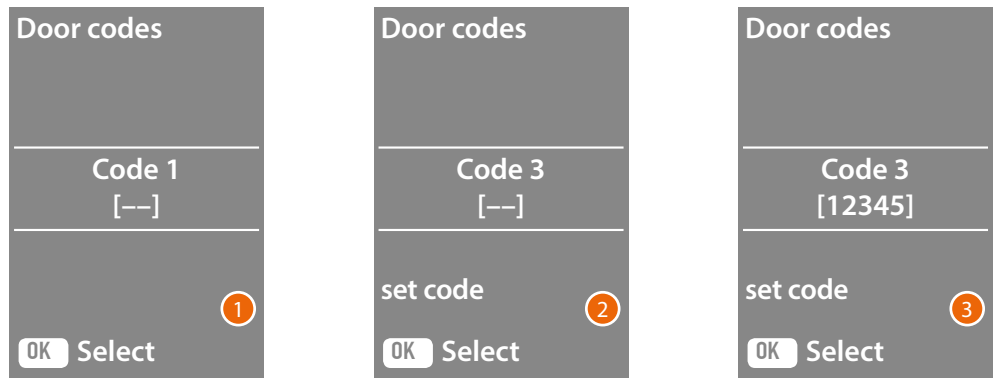 Door codes
Code 1
[––]
1
OK Select
Door codes
Code 3
[––]
set code
2
OK Select
Door codes
Code 3
[12345]
set code
3
OK Select